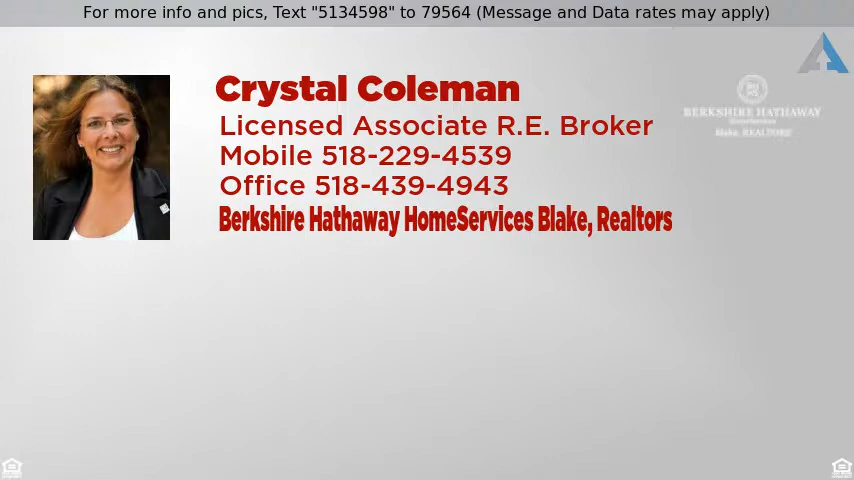 For more info and pics, Text "5134598" to 79564 (Message and Data rates may apply)
Crystal Coleman
Licensed Associate R.E. Broker
Mobile 518-229-4539
Office 518-439-4943
Berkshire Hathaway HomeServices Blake, Realtors
BERKSHIRE HATHAWAY
HomeServices
Blake, REALTORS®